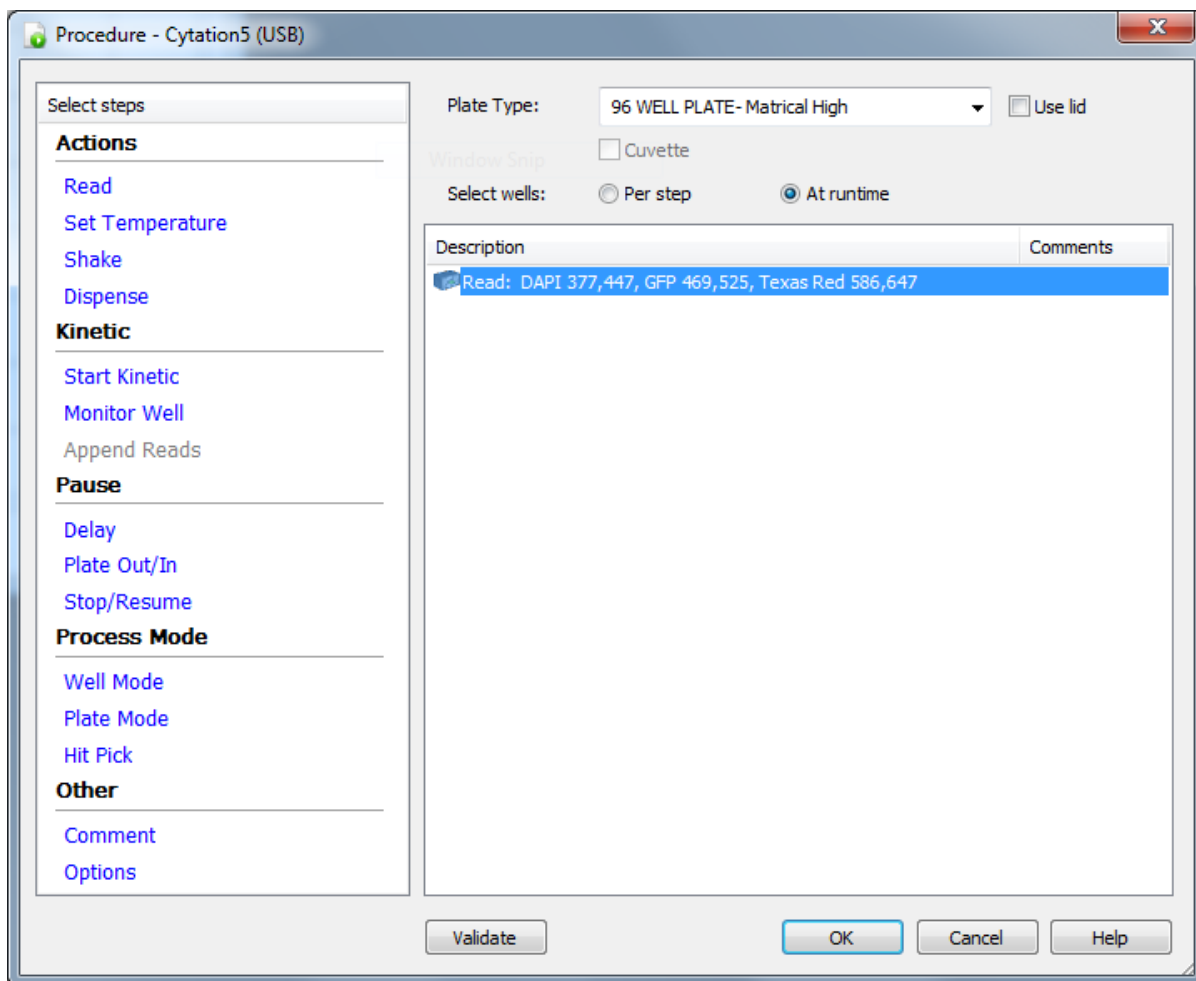 Procedure - Cytation5 (USB)
Select steps
Actions
Read
Set Temperature
Shake
Dispense
Kinetic
Start Kinetic
Monitor Well
Append Reads
Pause
Delay
Plate Out/In
Stop/Resume
Process Mode
Well Mode
Plate Mode
Hit Pick
Other
Comment
Options
Plate Type: 96 WELL PLATE- Matrical High Use lid
Window Snip
Cuvette
Select wells: Per step At runtime
Description Comments
Read: DAPI 377,447, GFP 469,525, Texas Red 586,647
Validate OK Cancel Help